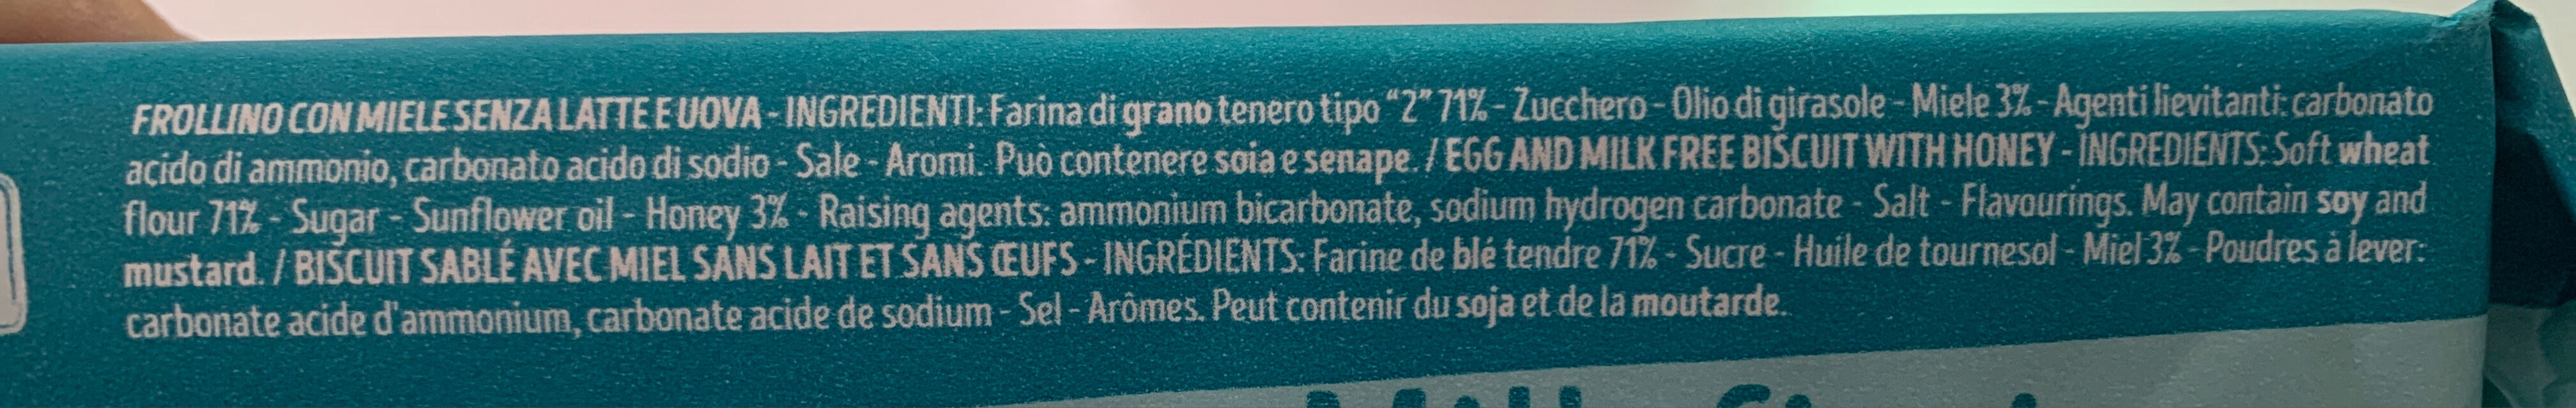 FROLLINO CON MIELE SENZA LATTE E UOVA - INGREDIENTI: Farina di grano tenero tipo “2” 71% - Zucchero - Olio di girasole - Miele 3% - Agenti lievitanti: carbonato
acido di ammonio, carbonato acido di sodio - Sale - Aromi. Può contenere soia e senape. / EGG AND MILK FREE BISCUIT WITH HONEY - INGREDIENTS: Soft wheat
flour 71% - Sugar - Sunflower oil - Honey 3% - Raising agents: ammonium bicarbonate, sodium hydrogen carbonate - Salt - Flavourings. May contain soy and
mustard. / BISCUIT SABLÉ AVEC MIEL SANS LAIT ET SANS ŒUFS - INGRÉDIENTS: Farine de blé tendre 71% - Sucre - Huile de tournesol - Miel 3% - Poudres à lever:
carbonate acide d'ammonium, carbonate acide de sodium - Sel - Arômes. Peut contenir du soja et de la moutarde.